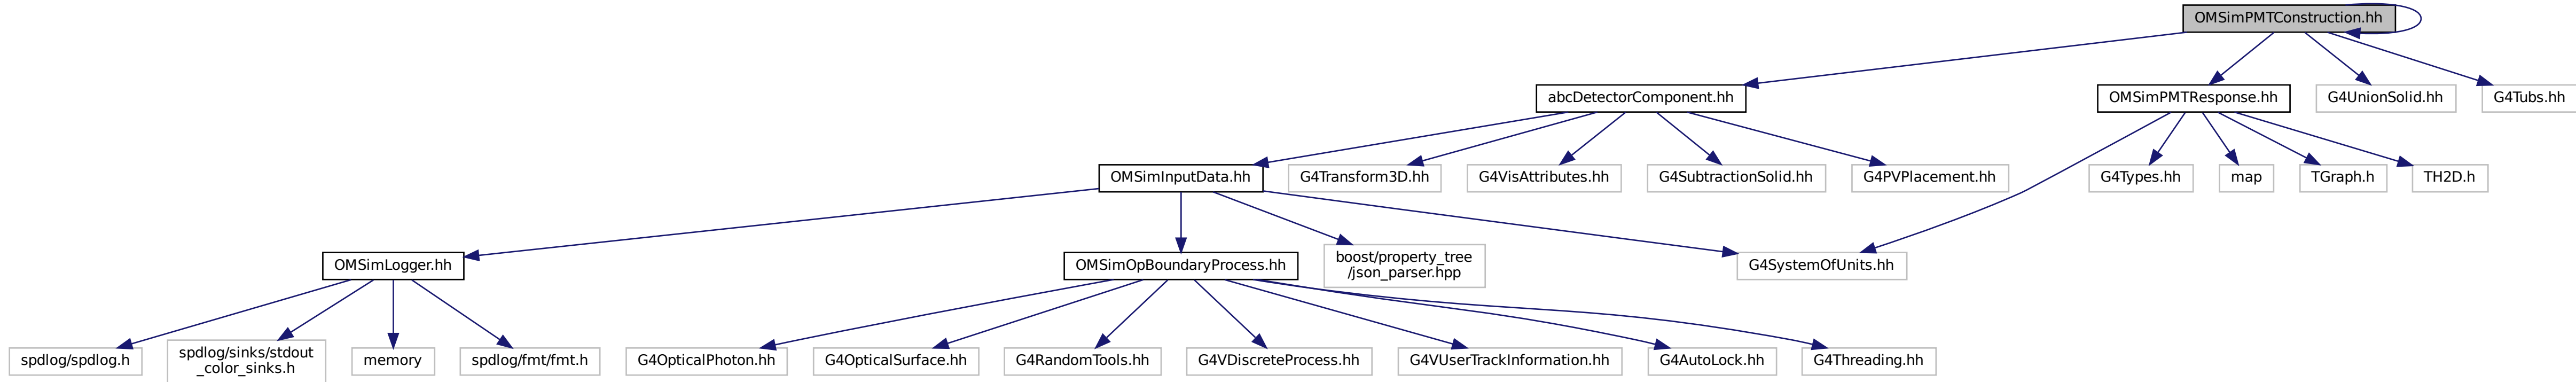 OMSimPMTConstruction.hh
abcDetectorComponent.hh
OMSimPMTResponse.hh
G4UnionSolid.hh
G4Tubs.hh
OMSimInputData.hh
G4Transform3D.hh
G4VisAttributes.hh
G4SubtractionSolid.hh
G4PVPlacement.hh
G4Types.hh
map
TGraph.h
TH2D.h
OMSimLogger.hh
OMSimOpBoundaryProcess.hh
boost/property_tree
/json_parser.hpp
G4SystemOfUnits.hh
spdlog/spdlog.h
spdlog/sinks/stdout
_color_sinks.h
memory
spdlog/fmt/fmt.h
G4OpticalPhoton.hh
G4OpticalSurface.hh
G4RandomTools.hh
G4VDiscreteProcess.hh
G4VUserTrackInformation.hh
G4AutoLock.hh
G4Threading.hh